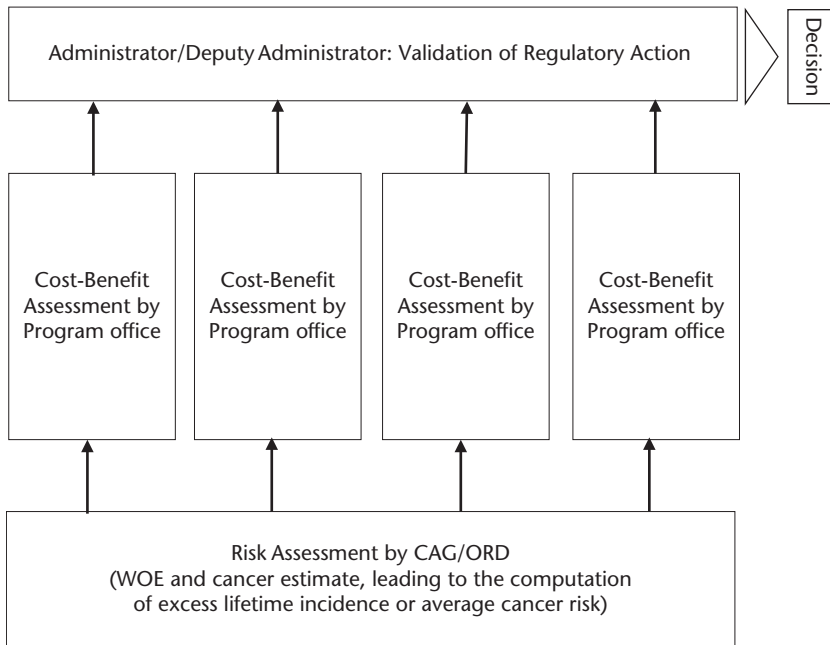 Administrator/Deputy Administrator: Validation of Regulatory Action
Decision
Cost-Benefit
Assessment by
Program office
Cost-Benefit
Assessment by
Program office
Cost-Benefit
Assessment by
Program office
Cost-Benefit
Assessment by
Program office
Risk Assessment by CAG/ORD
(WOE and cancer estimate, leading to the computation
of excess lifetime incidence or average cancer risk)